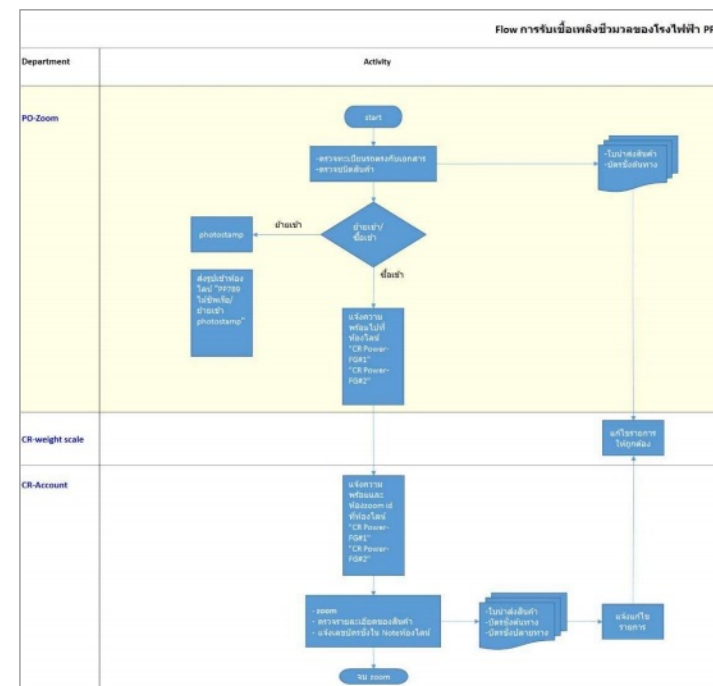 Flow การรับเชื้อเพลิงชีวมวลของโรงไฟฟ้า PP
Department
Activity
PO-Zoom
start
-ตรวจทะเบียนรถตรงกับเอกสาร
-ตรวจชนิดสินค้า
-ใบนำส่งสินค้า
-บัตรชั่งต้นทาง
ย้ายเข้า/
ซื้อเข้า
ย้ายเข้า
photostamp
ซื้อเข้า
ส่งรูปเข้าห้อง
ไลน์
ย้ายเข้า
photostamp"
แจ้งความ
พร้อมไปที่
ห้องไลน์
"CR Power-
FG#1"
"CR Power-
FG#2"
CR-weight scale
แก้ไขรายการ
ให้ถูกต้อง
CR-Account
แจ้งความ
พร้อมและ
ห้องzoom id
ที่ห้องไลน์
"CR Power-
FG#1"
"CR Power-
FG#2"
- zoom
- ตรวจรายละเอียดของสินค้า
- แจ้งเลขบัตรชั่งใน Noteห้องไลน์
-ใบนำส่งสินค้า
-บัตรชั่งต้นทาง
-บัตรชั่งปลายทาง
แจ้งแก้ไข
รายการ
จบ zoom